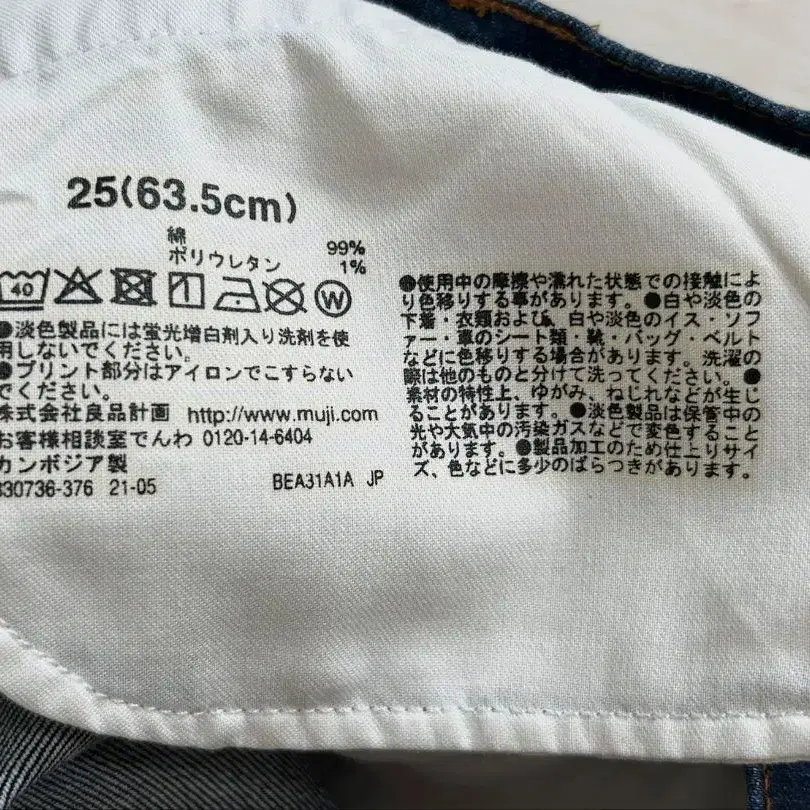 25(63.5cm)
綿 99%
ポリウレタン 1%
40
W
●淡色製品には蛍光増白剤入り洗剤を使
用しないでください。
●プリント部分はアイロンでこすらない
でください。
株式会社良品計画 http://www.muji.com
お客様相談室でんわ 0120-14-6404
カンボジア製
830736-376 21-05 BEA31A1A JP
●使用中の摩擦や濡れた状態での接触によ
り色移りする事があります。●白や淡色の
下着・衣類および、白や淡色のイス・ソフ
ァー・車のシート類・靴・バッグ・ベルト
などに色移りする場合があります。洗濯の
際は他のものと分けて洗ってください。●
素材の特性上、ゆがみ、ねじれなどが生じ
ることがあります。●淡色製品は保管中の
光や大気中の汚染ガスなどで変色すること
があります。●製品加工のため仕上りサイ
ズ、色などに多少のばらつきがあります。